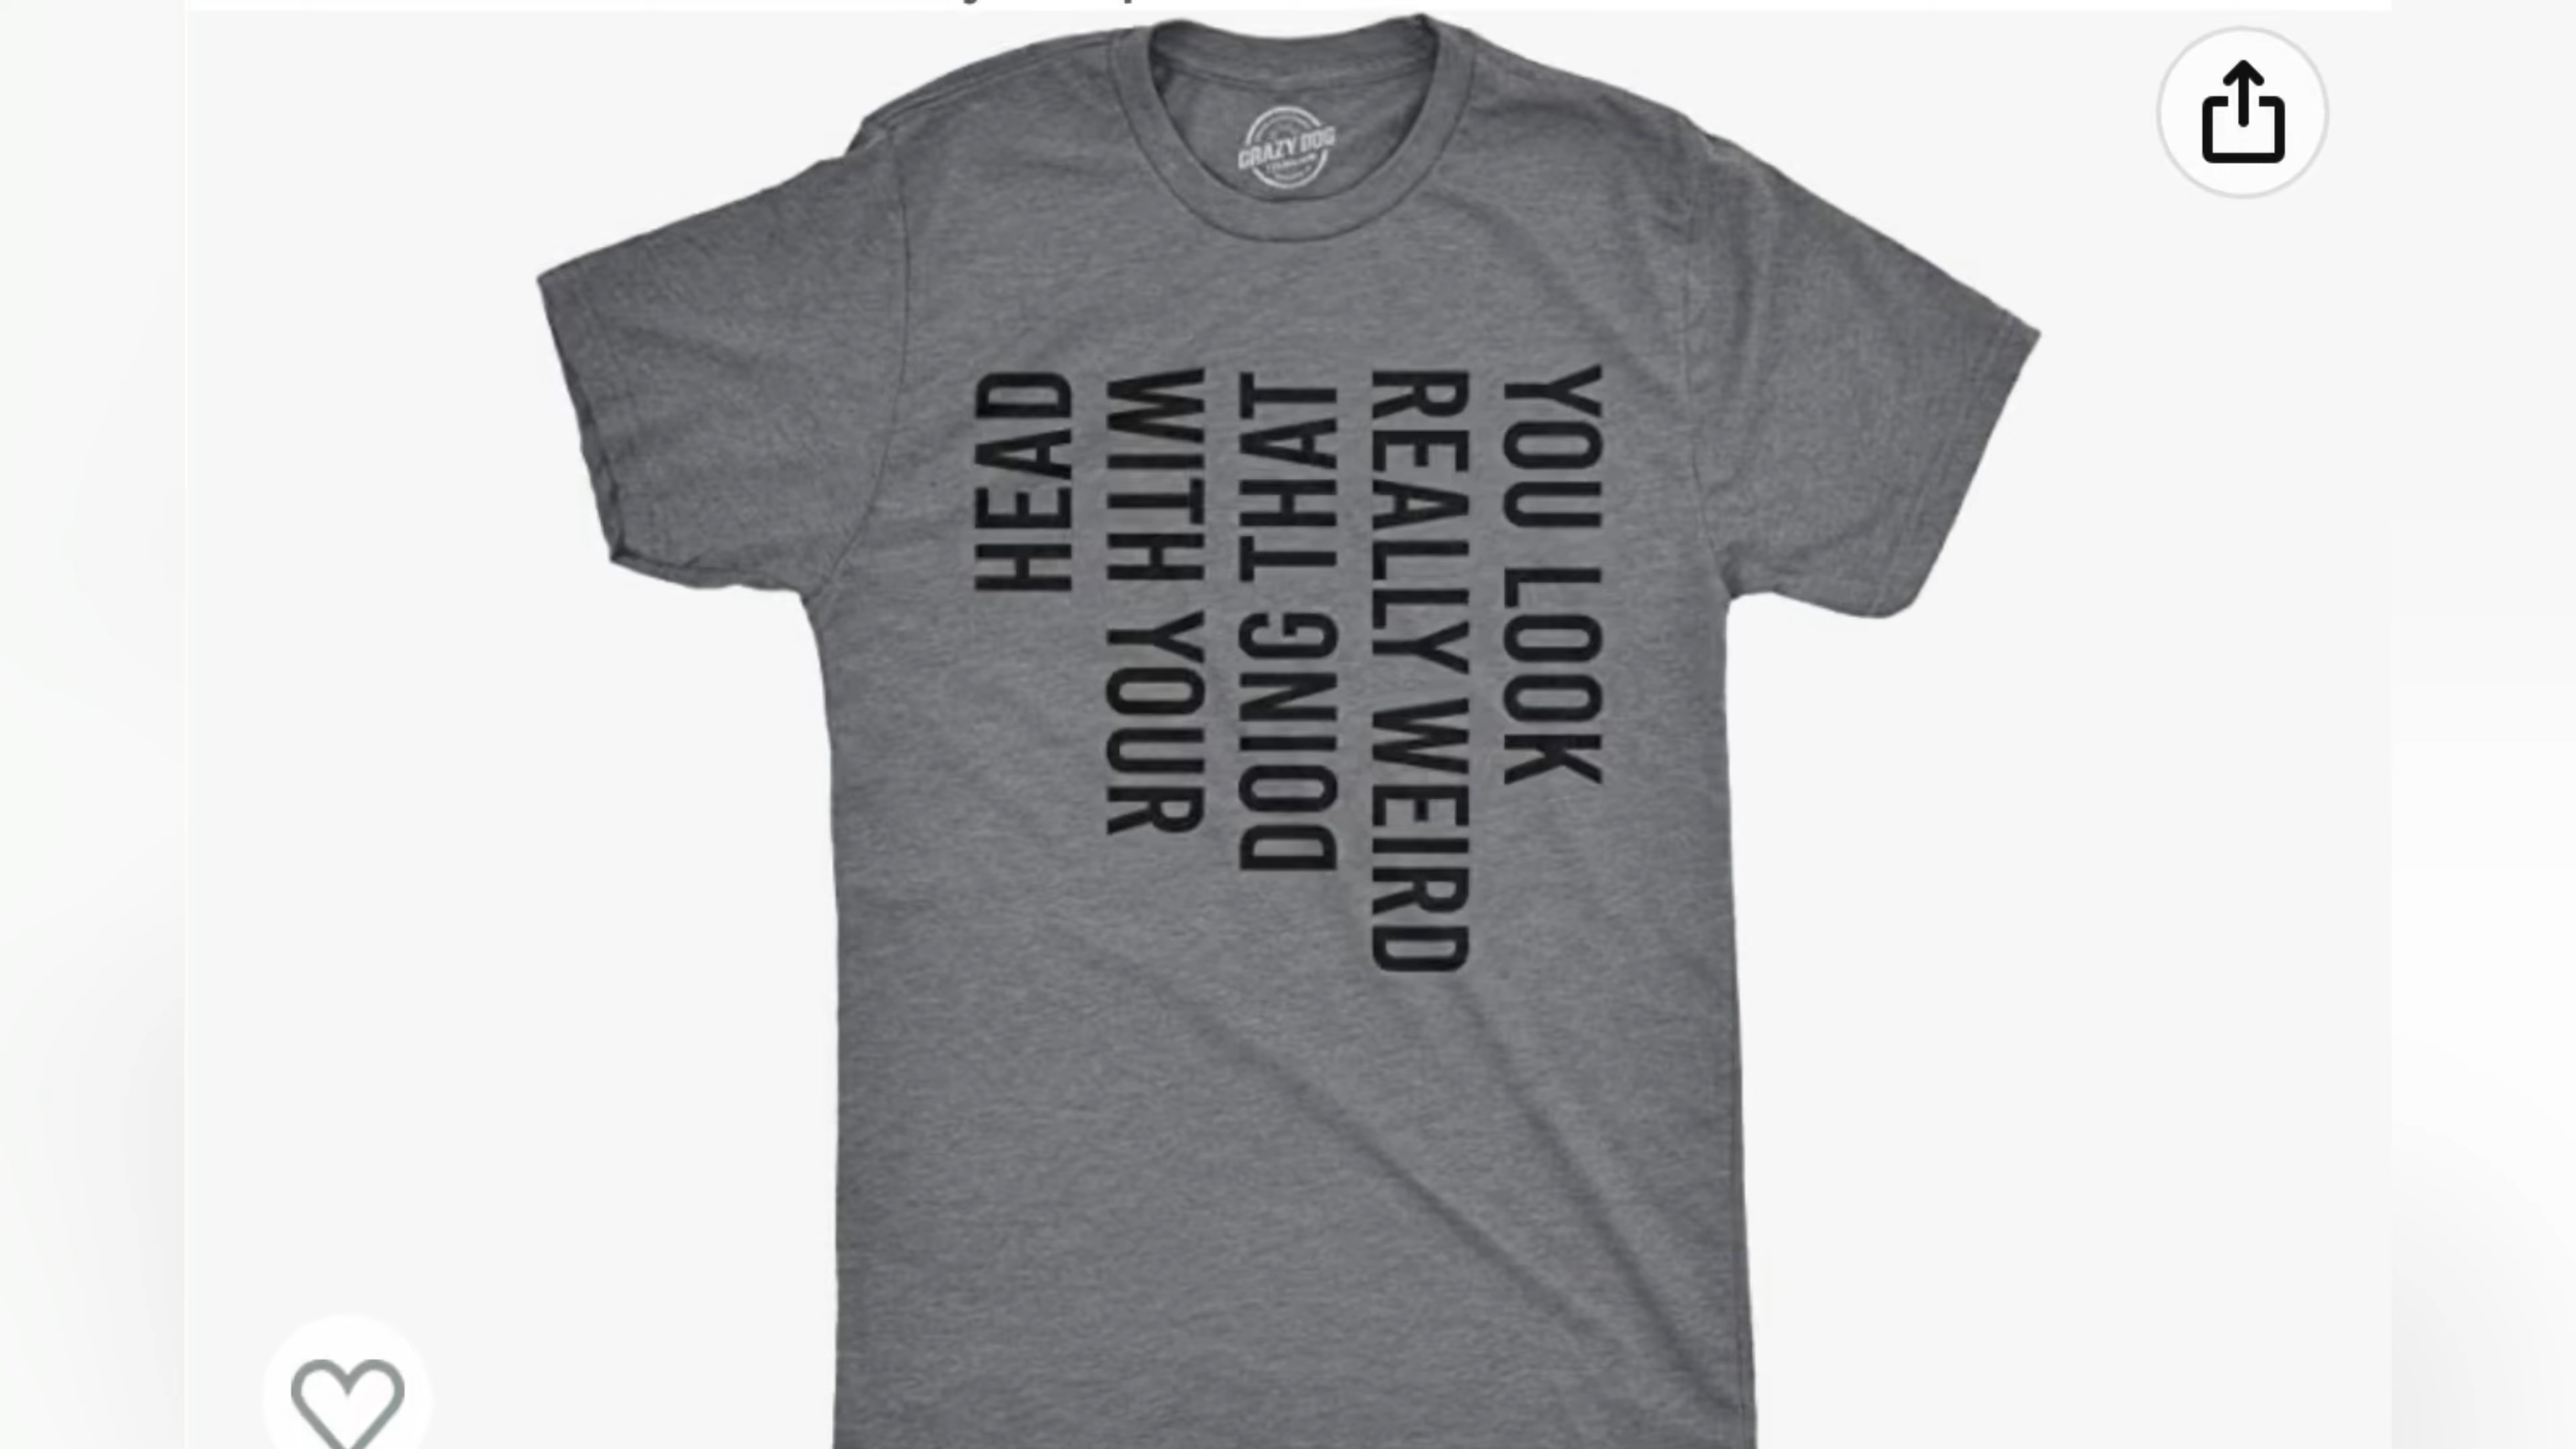 CRAZY DOG
YOU LOOK
REALLY WEIRD
DOING THAT
WITH YOUR
HEAD